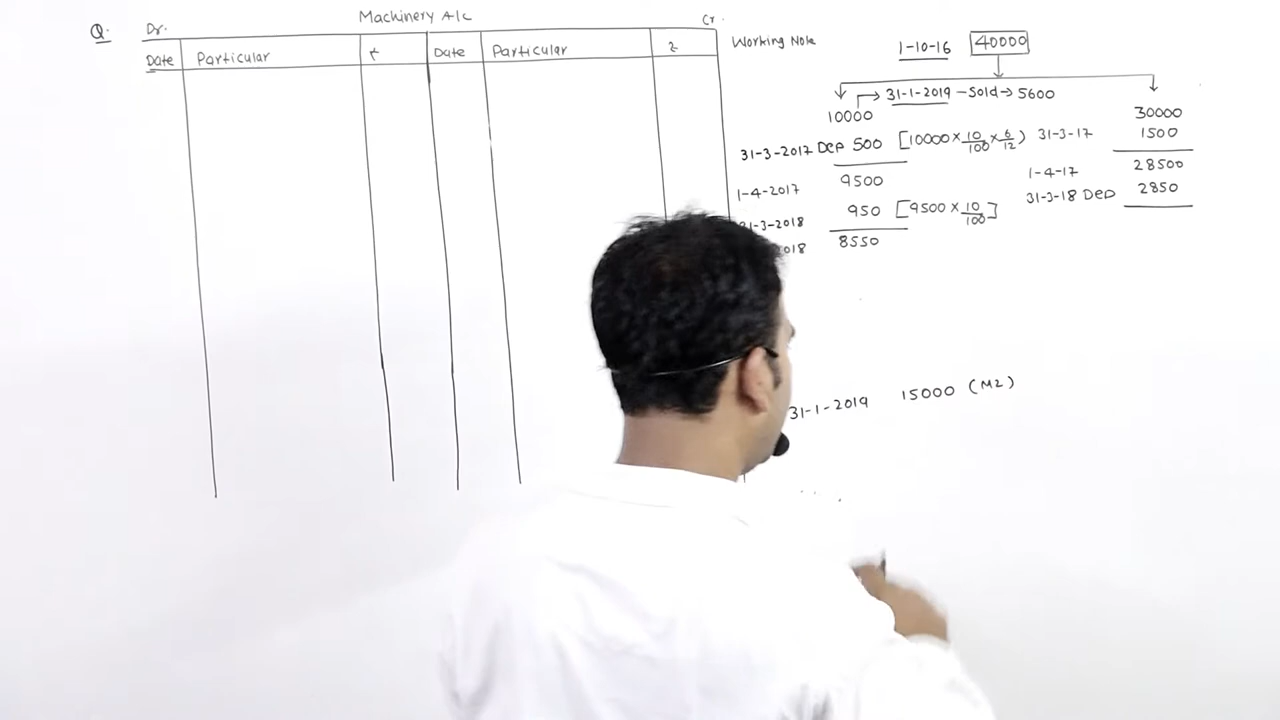 Q.
Machinery A/c
Dr. Cr.
Date Particular ₹ Date Particular ₹
Working Note
1-10-16 40000
31-1-2019 - Sold → 5600
10000 30000
31-3-2017 Dep 500 [10000 × 10/100 × 6/12) 31-3-17 1500
1-4-2017 9500 1-4-17 28500
31-3-2018 950 [9500 × 10/100] 31-3-18 Dep 2850
8550
31-1-2019 15000 (M2)